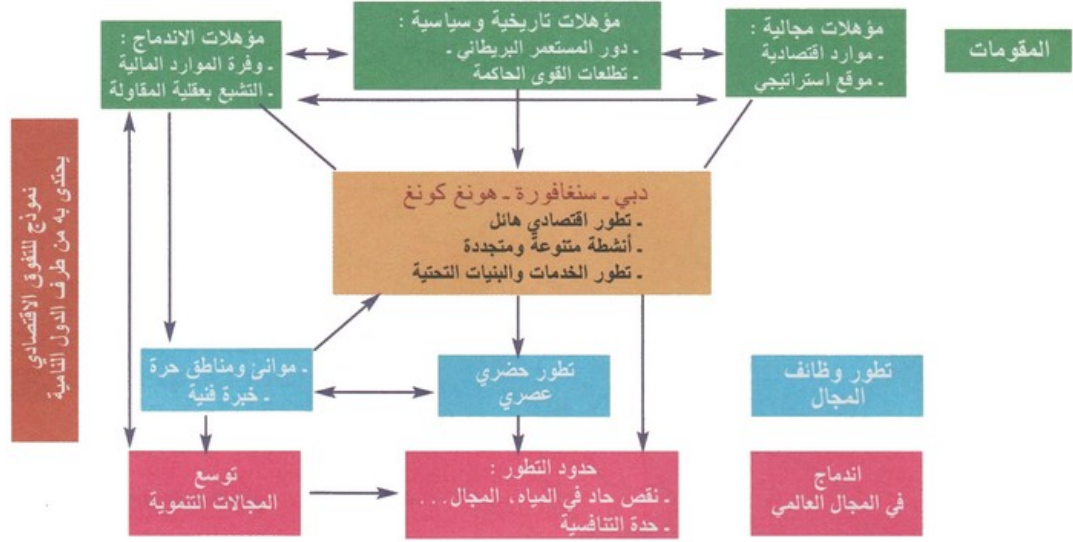 المقومات
مؤهلات مجالية :
ـ موارد اقتصادية
ـ موقع استراتيجي
مؤهلات تاريخية وسياسية :
ـ دور المستعمر البريطاني
ـ تطلعات القوى الحاكمة
مؤهلات الاندماج :
ـ وفرة الموارد المالية
ـ التشبع بعقلية المقاولة
نموذج للتفوق الاقتصادي
يحتدى به من طرف الدول النامية
دبي ـ سنغافورة ـ هونغ كونغ
ـ تطور اقتصادي هائل
ـ أنشطة متنوعة ومتجددة
ـ تطور الخدمات والبنيات التحتية
تطور وظائف
المجال
تطور حضري
عصري
ـ موانئ ومناطق حرة
ـ خبرة فنية
اندماج
في المجال العالمي
حدود التطور :
ـ نقص حاد في المياه، المجال...
ـ حدة التنافسية
توسع
المجالات التنموية